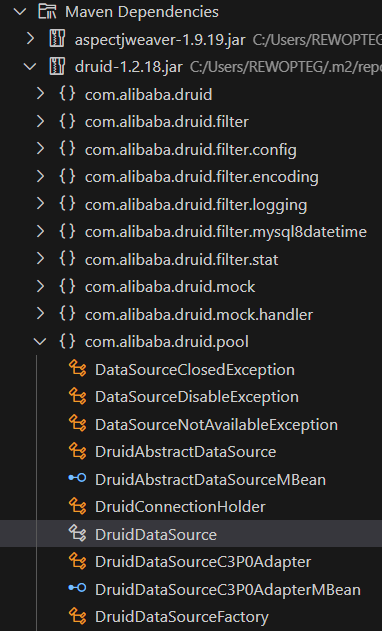 Maven Dependencies
aspectjweaver-1.9.19.jar C:/Users/REWOPTEG/
druid-1.2.18.jar C:/Users/REWOPTEG/.m2/repo
{} com.alibaba.druid
{} com.alibaba.druid.filter
{} com.alibaba.druid.filter.config
{} com.alibaba.druid.filter.encoding
{} com.alibaba.druid.filter.logging
{} com.alibaba.druid.filter.mysql8datetime
{} com.alibaba.druid.filter.stat
{} com.alibaba.druid.mock
{} com.alibaba.druid.mock.handler
{} com.alibaba.druid.pool
DataSourceClosedException
DataSourceDisableException
DataSourceNotAvailableException
DruidAbstractDataSource
DruidAbstractDataSourceMBean
DruidConnectionHolder
DruidDataSource
DruidDataSourceC3P0Adapter
DruidDataSourceC3P0AdapterMBean
DruidDataSourceFactory